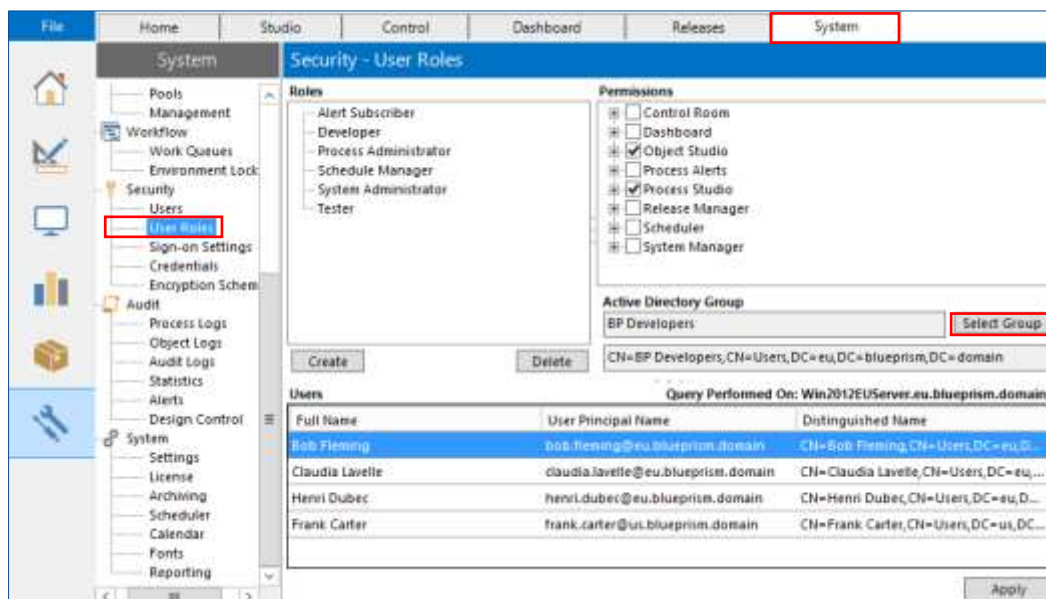 File Home Studio Control Dashboard Releases System
System
Security - User Roles
Pools
Management
Workflow
Work Queues
Environment Lock
Security
Users
User Roles
Sign-on Settings
Credentials
Encryption Schem
Audit
Process Logs
Object Logs
Audit Logs
Statistics
Alerts
Design Control
System
Settings
License
Archiving
Scheduler
Calendar
Fonts
Reporting
Roles
Alert Subscriber
Developer
Process Administrator
Schedule Manager
System Administrator
Tester
Create Delete
Permissions
Control Room
Dashboard
Object Studio
Process Alerts
Process Studio
Release Manager
Scheduler
System Manager
Active Directory Group
BP Developers Select Group
CN=BP Developers,CN=Users,DC=eu,DC=blueprism,DC=domain
Users Query Performed On: Win2012EUServer.eu.blueprism.domain
Full Name User Principal Name Distinguished Name
Bob Fleming bob.fleming@eu.blueprism.domain CN=Bob Fleming,CN=Users,DC=eu,D...
Claudia Lavelle claudia.lavelle@eu.blueprism.domain CN=Claudia Lavelle,CN=Users,DC=eu,...
Henri Dubec henri.dubec@eu.blueprism.domain CN=Henri Dubec,CN=Users,DC=eu,D...
Frank Carter frank.carter@us.blueprism.domain CN=Frank Carter,CN=Users,DC=us,DC...
Apply